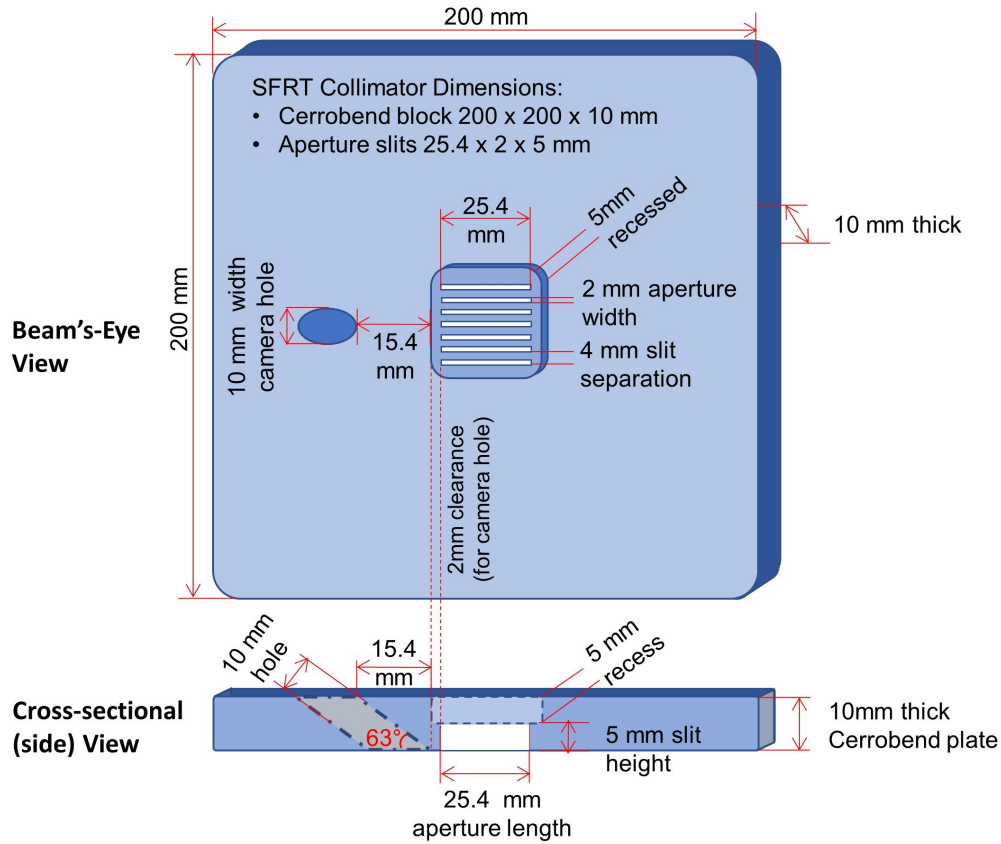 200 mm
SFRT Collimator Dimensions:
• Cerrobend block 200 x 200 x 10 mm
• Aperture slits 25.4 x 2 x 5 mm
200 mm
25.4
mm
5mm
recessed
10 mm thick
10 mm width
camera hole
15.4
mm
2 mm aperture
width
4 mm slit
separation
Beam's-Eye
View
2mm clearance
(for camera hole)
10 mm
hole
15.4
mm
5 mm
recess
Cross-sectional
(side) View
63°
5 mm slit
height
10mm thick
Cerrobend plate
25.4 mm
aperture length